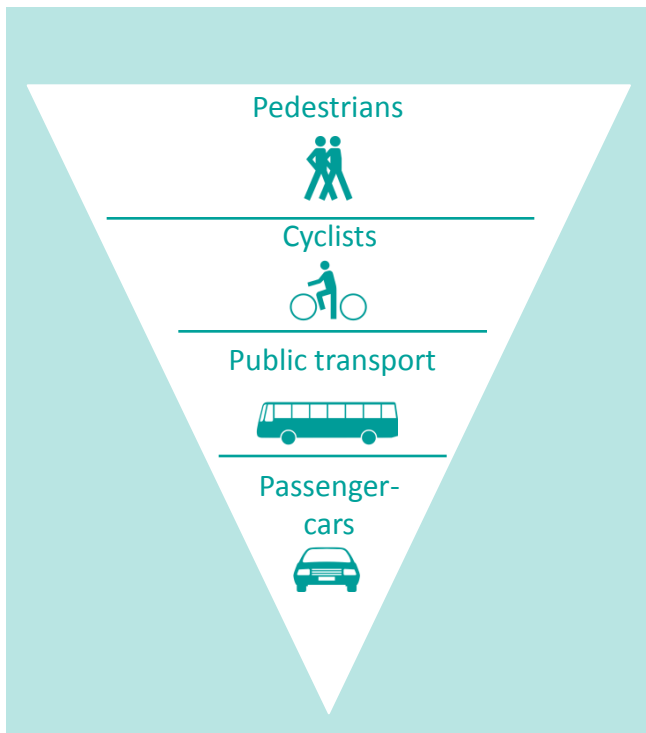 Pedestrians
Cyclists
Public transport
Passenger-
cars